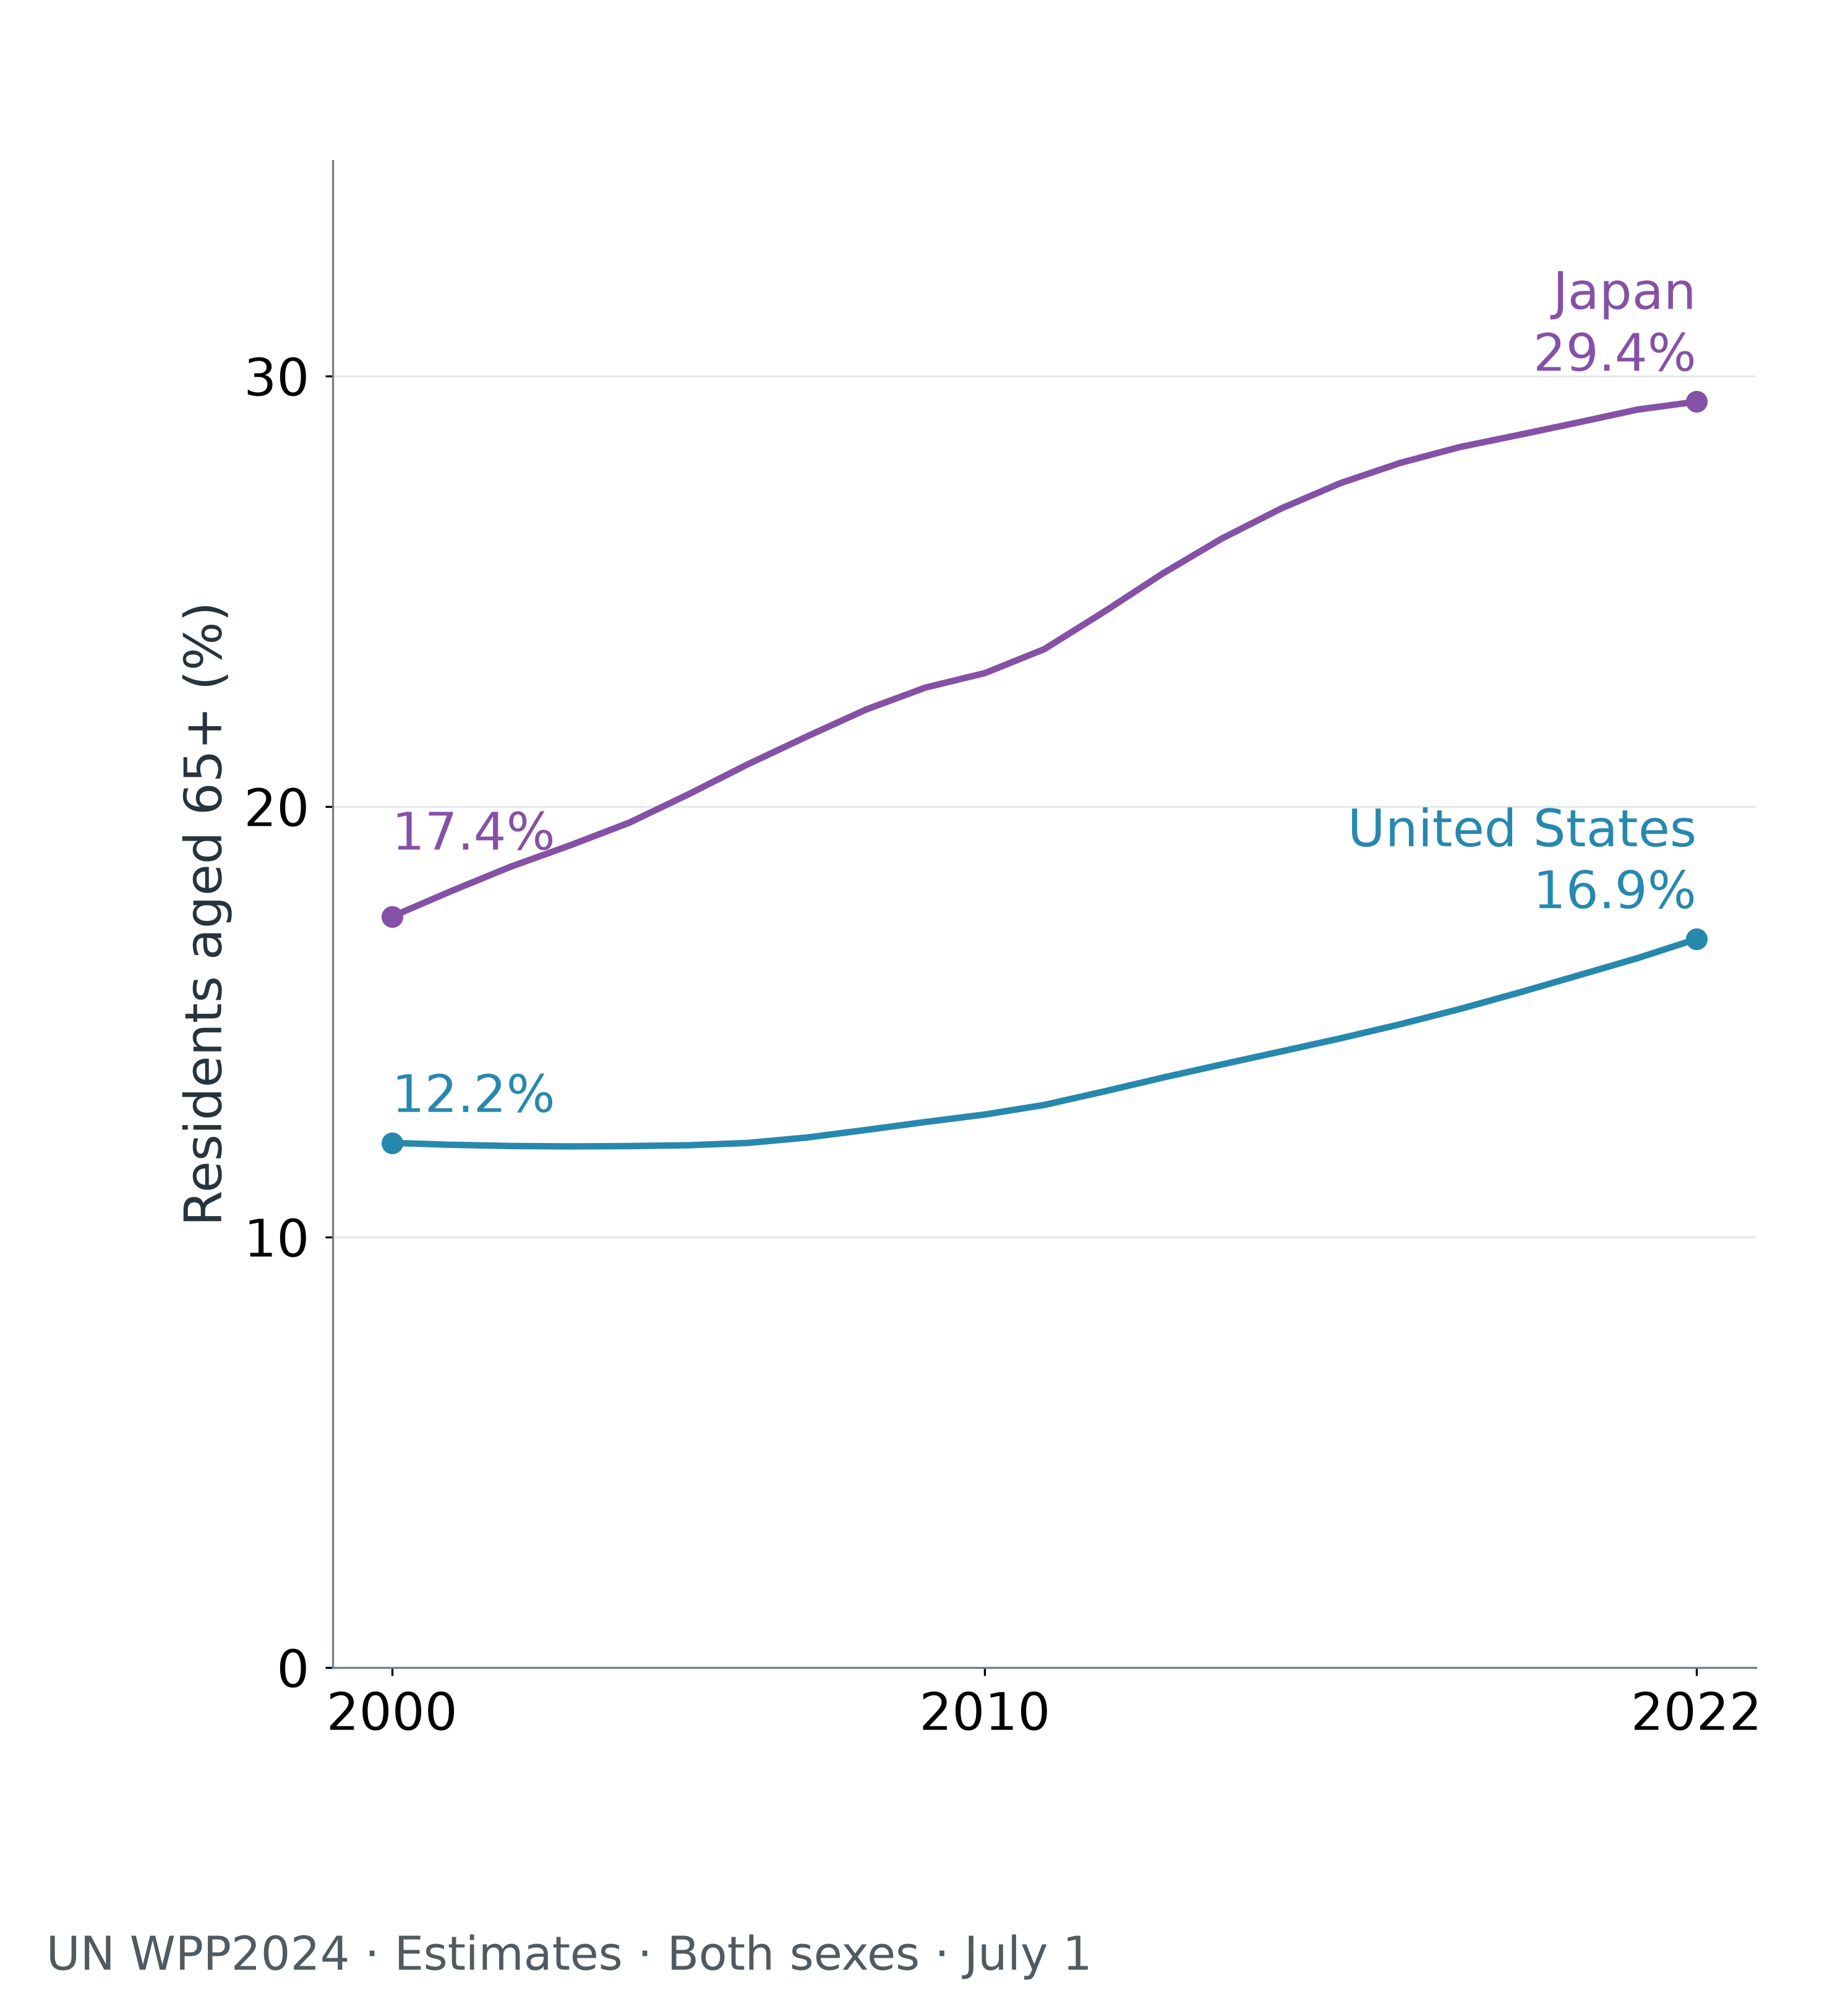 Japan
29.4%
30
Residents aged 65+ (%)
20
17.4%
United States
16.9%
12.2%
10
0
2000
2010
2022
UN WPP2024 · Estimates · Both sexes · July 1